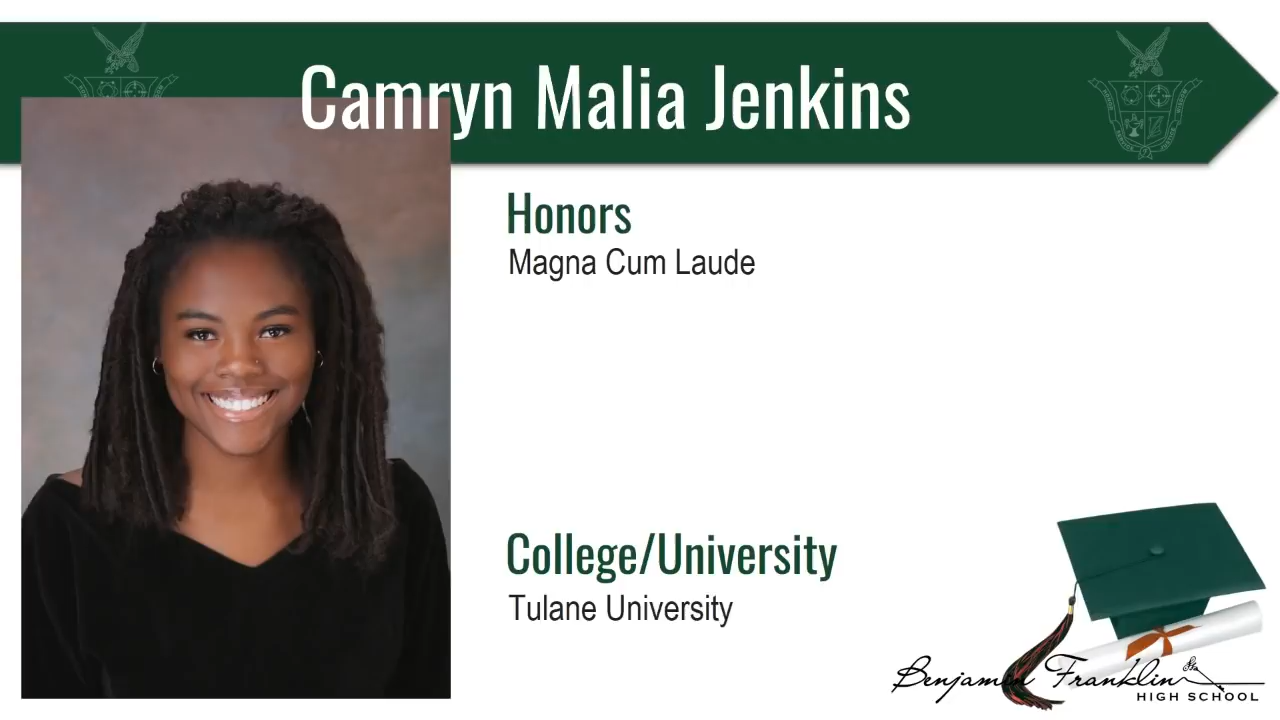 Camryn Malia Jenkins
Honors
Magna Cum Laude
College/University
Tulane University
Benjamin Franklin
HIGH SCHOOL